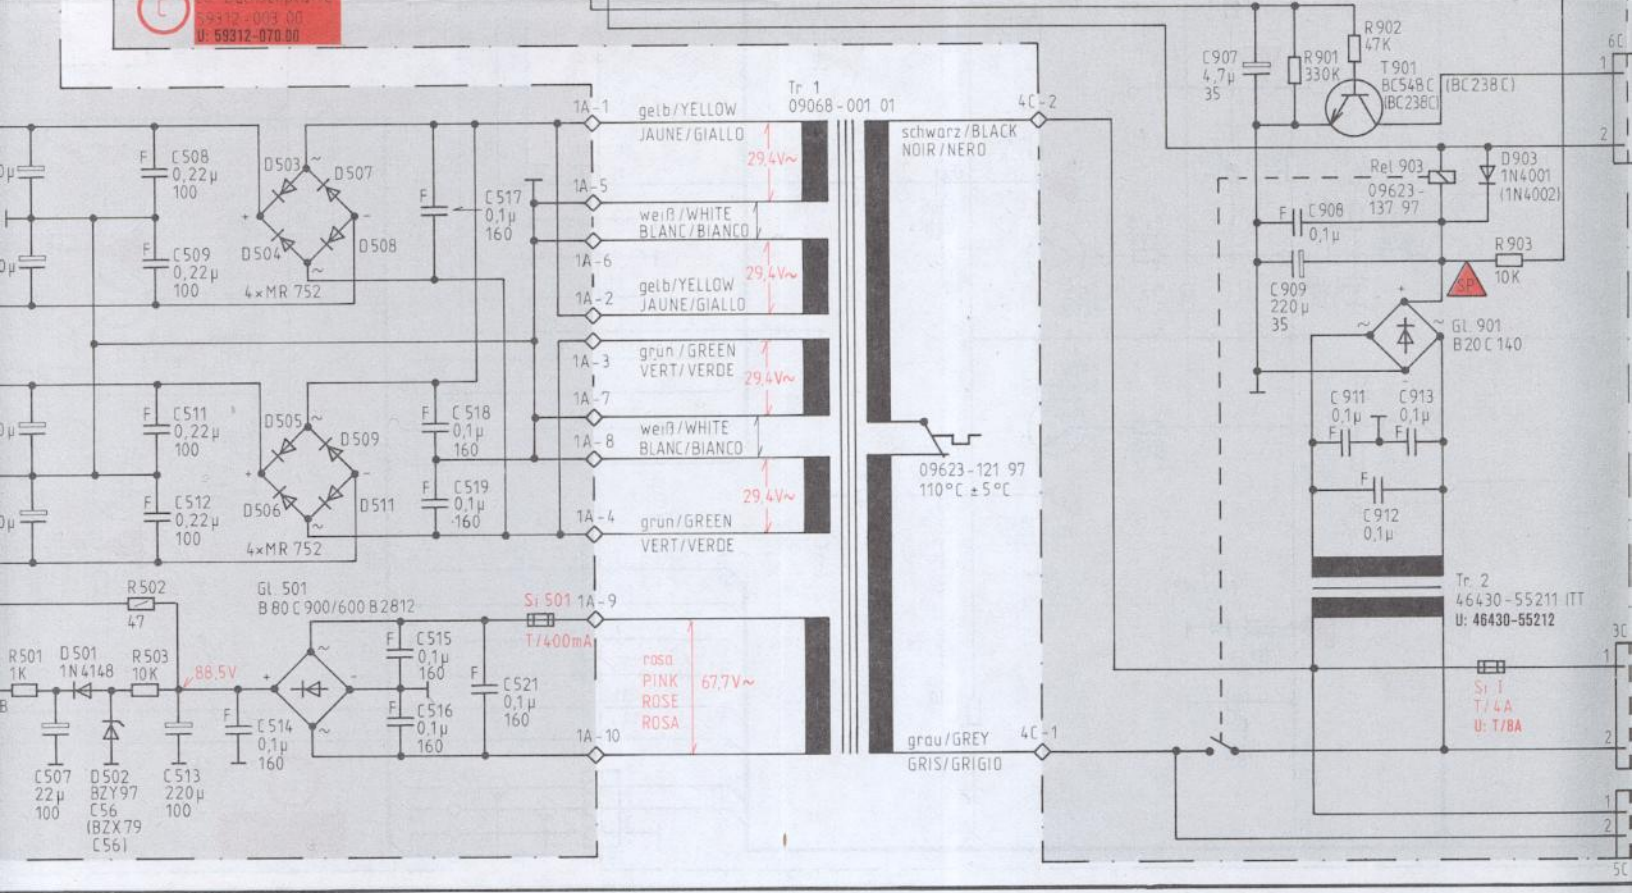 C
59312-003 00
U: 59312-070.00
C508
0,22µ
100
C509
0,22µ
100
F
F
D503
D507
D504
D508
+
-
~
~
4×MR 752
F
C517
0,1µ
160
1A-1
gelb/YELLOW
JAUNE/GIALLO
1A-5
weiß/WHITE
BLANC/BIANCO
1A-6
gelb/YELLOW
JAUNE/GIALLO
1A-2
grün/GREEN
VERT/VERDE
1A-3
1A-7
weiß/WHITE
BLANC/BIANCO
1A-8
grün/GREEN
VERT/VERDE
1A-4
29,4V~
29,4V~
29,4V~
29,4V~
Tr 1
09068-001 01
schwarz/BLACK
NOIR/NERO
4C-2
09623-121 97
110°C ±5°C
grau/GREY
GRIS/GRIGIO
4C-1
F
C511
0,22µ
100
F
C512
0,22µ
100
D505
D509
D506
D511
+
-
~
~
4×MR 752
F
C518
0,1µ
160
F
C519
0,1µ
160
R502
47
Gl. 501
B80C900/600 B2812
Si 501
T/400mA
1A-9
1A-10
rosa
PINK
ROSE
ROSA
67,7V~
R501
1K
D501
1N4148
R503
10K
88,5V
B
+
-
~
~
F
C515
0,1µ
160
F
C516
0,1µ
160
F
C521
0,1µ
160
F
C514
0,1µ
160
C507
22µ
100
D502
BZY97
C56
(BZX79
C56)
C513
220µ
100
C907
4,7µ
35
R901
330K
R902
47K
T901
BC548C
(BC238C)
(BC238C)
6C
1
2
Rel.903
09623-
137 97
D903
1N4001
(1N4002)
F
C908
0,1µ
C909
220µ
35
SP
R903
10K
+
-
~
~
Gl. 901
B20C140
C911
0,1µ
F
C913
0,1µ
F
F
C912
0,1µ
Tr. 2
46430-55211 ITT
U: 46430-55212
3C
1
Si I
T/4A
U: T/8A
2
1
2
5C